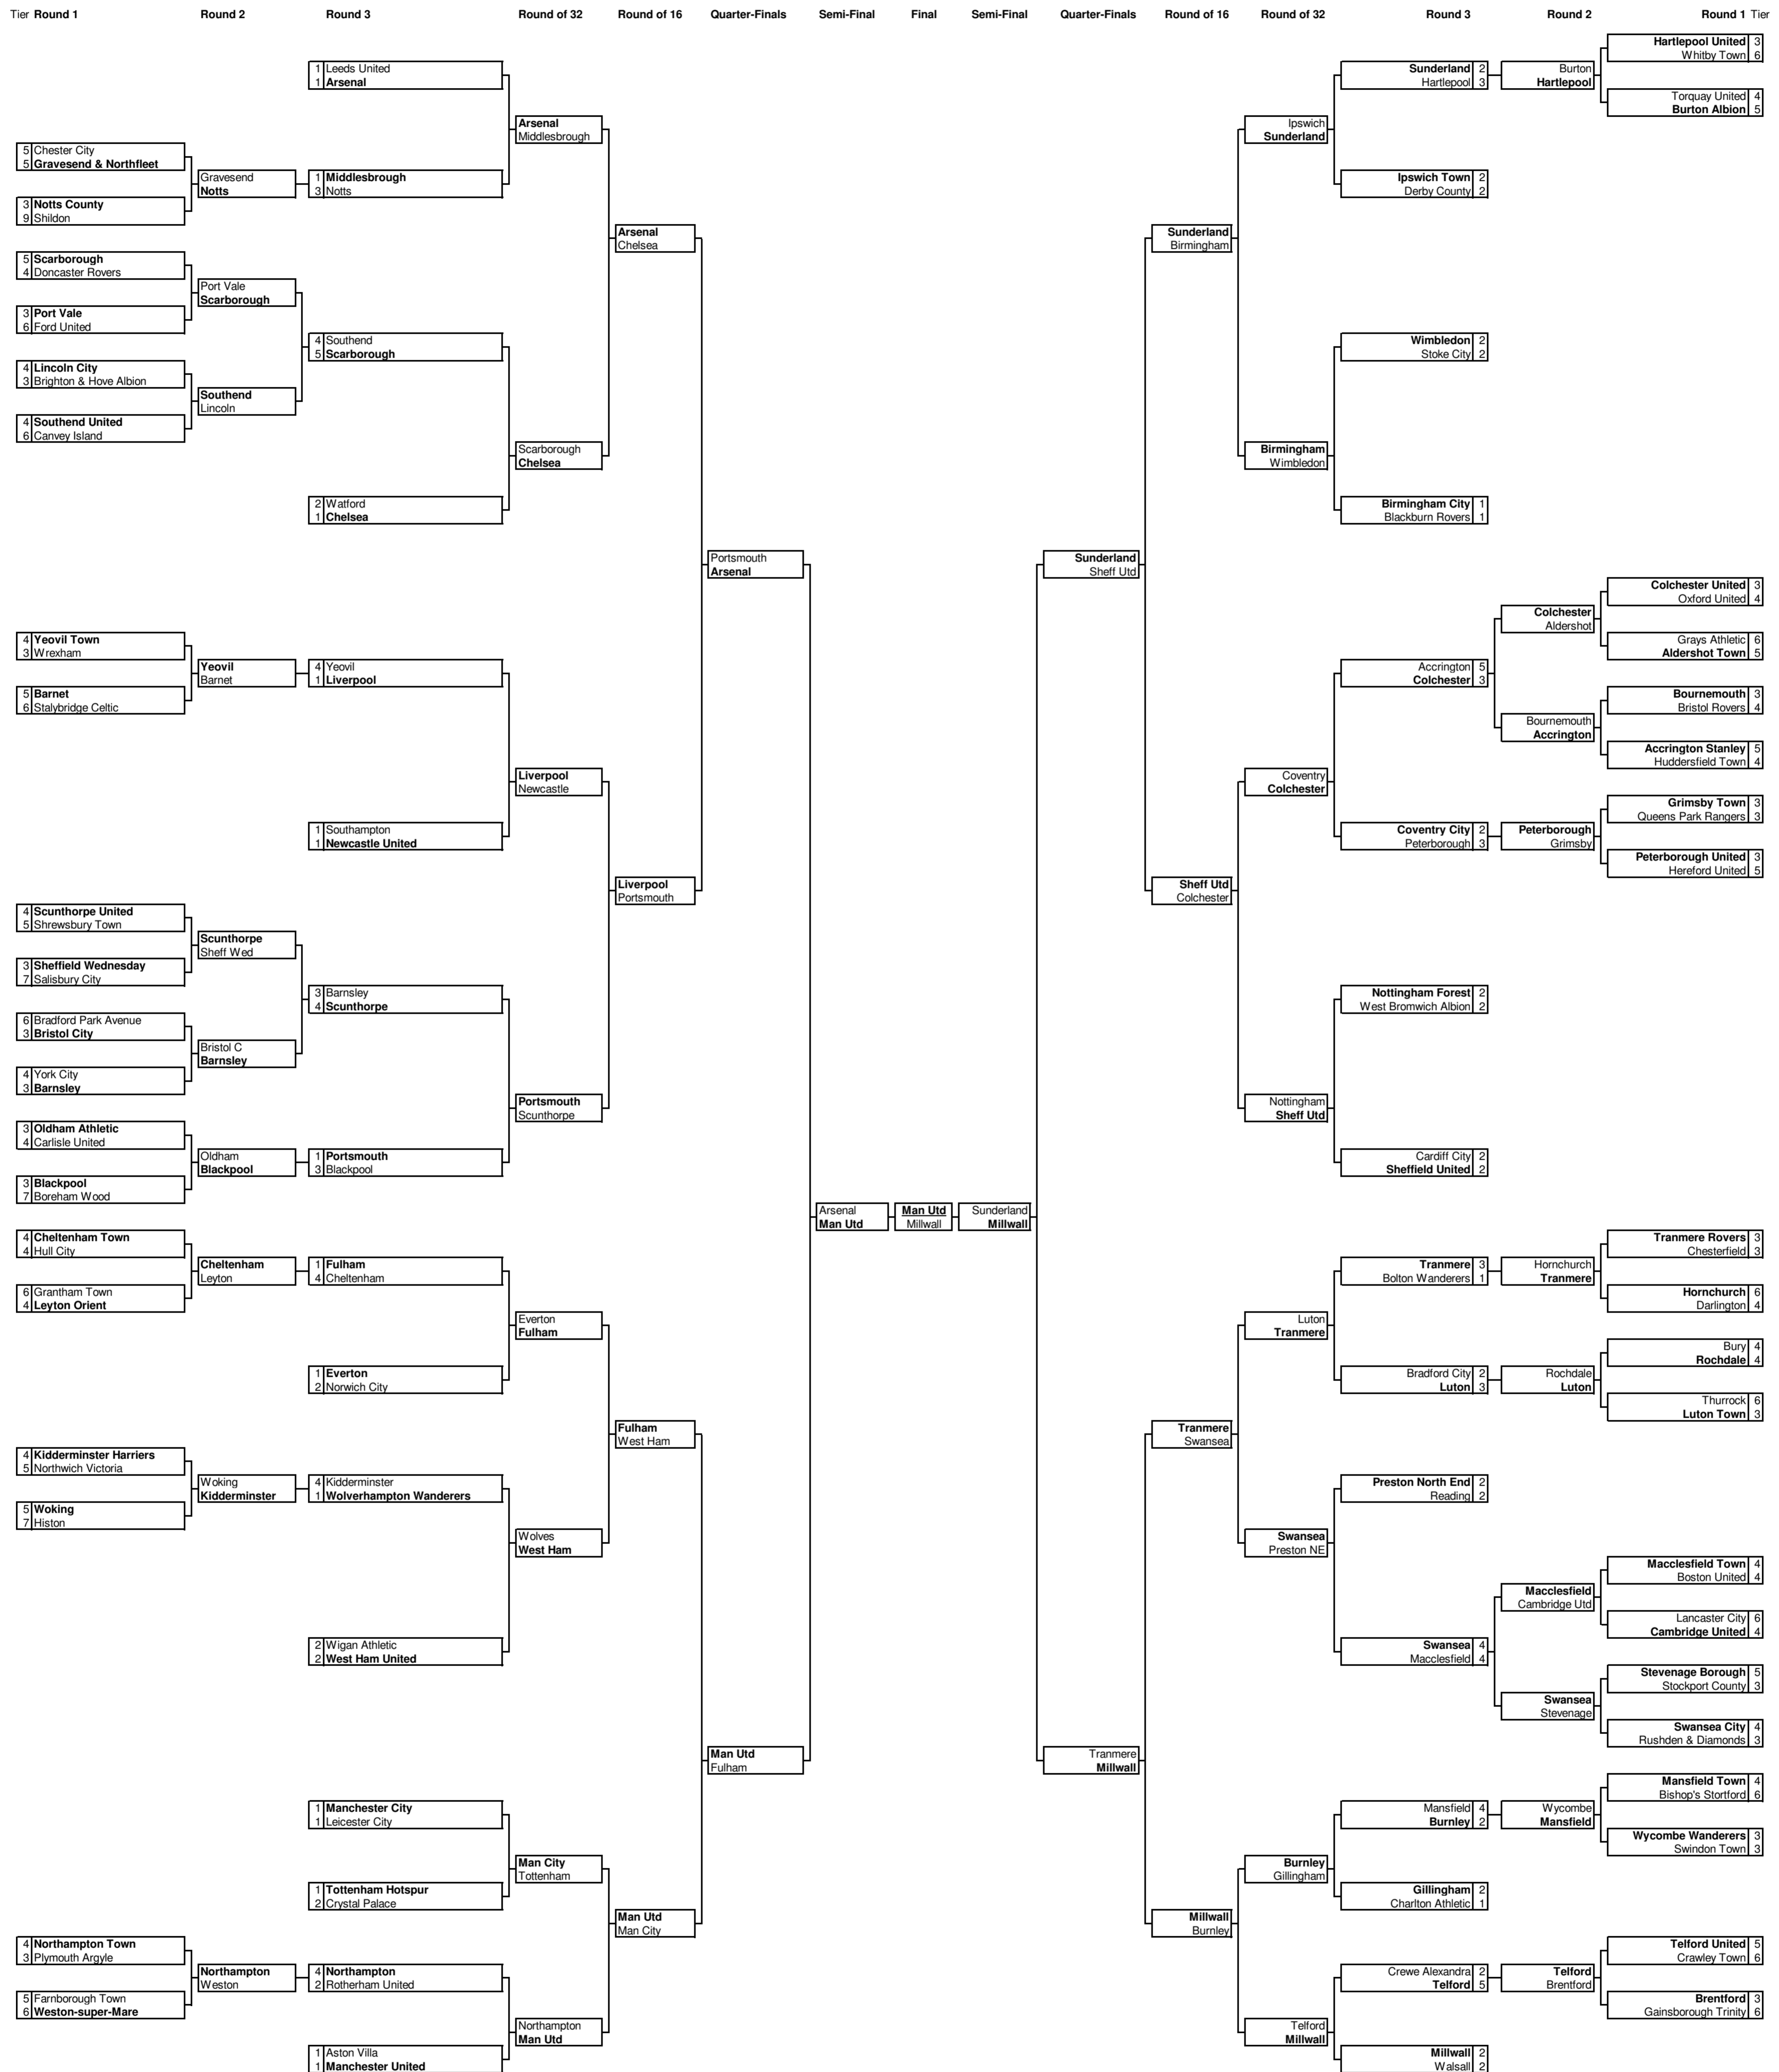 Tier Round 1 Round 2 Round 3 Round of 32 Round of 16 Quarter-Finals Semi-Final Final Semi-Final Quarter-Finals Round of 16 Round of 32 Round 3 Round 2 Round 1 Tier
5 Chester City
5 Gravesend & Northfleet
3 Notts County
9 Shildon
5 Scarborough
4 Doncaster Rovers
3 Port Vale
6 Ford United
4 Lincoln City
3 Brighton & Hove Albion
4 Southend United
6 Canvey Island
4 Yeovil Town
3 Wrexham
5 Barnet
6 Stalybridge Celtic
4 Scunthorpe United
5 Shrewsbury Town
3 Sheffield Wednesday
7 Salisbury City
6 Bradford Park Avenue
3 Bristol City
4 York City
3 Barnsley
3 Oldham Athletic
4 Carlisle United
3 Blackpool
7 Boreham Wood
4 Cheltenham Town
4 Hull City
6 Grantham Town
4 Leyton Orient
4 Kidderminster Harriers
5 Northwich Victoria
5 Woking
7 Histon
4 Northampton Town
3 Plymouth Argyle
5 Farnborough Town
6 Weston-super-Mare
Gravesend
Notts
Port Vale
Scarborough
Southend
Lincoln
Yeovil
Barnet
Scunthorpe
Sheff Wed
Bristol C
Barnsley
Oldham
Blackpool
Cheltenham
Leyton
Woking
Kidderminster
Northampton
Weston
1 Leeds United
1 Arsenal
1 Middlesbrough
3 Notts
4 Southend
5 Scarborough
2 Watford
1 Chelsea
4 Yeovil
1 Liverpool
1 Southampton
1 Newcastle United
3 Barnsley
4 Scunthorpe
1 Portsmouth
3 Blackpool
1 Fulham
4 Cheltenham
1 Everton
2 Norwich City
4 Kidderminster
1 Wolverhampton Wanderers
2 Wigan Athletic
2 West Ham United
1 Manchester City
1 Leicester City
1 Tottenham Hotspur
2 Crystal Palace
4 Northampton
2 Rotherham United
1 Aston Villa
1 Manchester United
Arsenal
Middlesbrough
Scarborough
Chelsea
Liverpool
Newcastle
Portsmouth
Scunthorpe
Everton
Fulham
Wolves
West Ham
Man City
Tottenham
Northampton
Man Utd
Arsenal
Chelsea
Liverpool
Portsmouth
Fulham
West Ham
Man Utd
Man City
Portsmouth
Arsenal
Man Utd
Fulham
Arsenal
Man Utd
Man Utd
Millwall
Sunderland
Millwall
Sunderland
Sheff Utd
Tranmere
Millwall
Sunderland
Birmingham
Sheff Utd
Colchester
Tranmere
Swansea
Millwall
Burnley
Ipswich
Sunderland
Birmingham
Wimbledon
Coventry
Colchester
Nottingham
Sheff Utd
Luton
Tranmere
Swansea
Preston NE
Burnley
Gillingham
Telford
Millwall
Sunderland 2
Hartlepool 3
Ipswich Town 2
Derby County 2
Wimbledon 2
Stoke City 2
Birmingham City 1
Blackburn Rovers 1
Accrington 5
Colchester 3
Coventry City 2
Peterborough 3
Nottingham Forest 2
West Bromwich Albion 2
Cardiff City 2
Sheffield United 2
Tranmere 3
Bolton Wanderers 1
Bradford City 2
Luton 3
Preston North End 2
Reading 2
Swansea 4
Macclesfield 4
Mansfield 4
Burnley 2
Gillingham 2
Charlton Athletic 1
Crewe Alexandra 2
Telford 5
Millwall 2
Walsall 2
Burton
Hartlepool
Colchester
Aldershot
Bournemouth
Accrington
Peterborough
Grimsby
Hornchurch
Tranmere
Rochdale
Luton
Macclesfield
Cambridge Utd
Swansea
Stevenage
Wycombe
Mansfield
Telford
Brentford
Hartlepool United 3
Whitby Town 6
Torquay United 4
Burton Albion 5
Colchester United 3
Oxford United 4
Grays Athletic 6
Aldershot Town 5
Bournemouth 3
Bristol Rovers 4
Accrington Stanley 5
Huddersfield Town 4
Grimsby Town 3
Queens Park Rangers 3
Peterborough United 3
Hereford United 5
Tranmere Rovers 3
Chesterfield 3
Hornchurch 6
Darlington 4
Bury 4
Rochdale 4
Thurrock 6
Luton Town 3
Macclesfield Town 4
Boston United 4
Lancaster City 6
Cambridge United 4
Stevenage Borough 5
Stockport County 3
Swansea City 4
Rushden & Diamonds 3
Mansfield Town 4
Bishop's Stortford 6
Wycombe Wanderers 3
Swindon Town 3
Telford United 5
Crawley Town 6
Brentford 3
Gainsborough Trinity 6